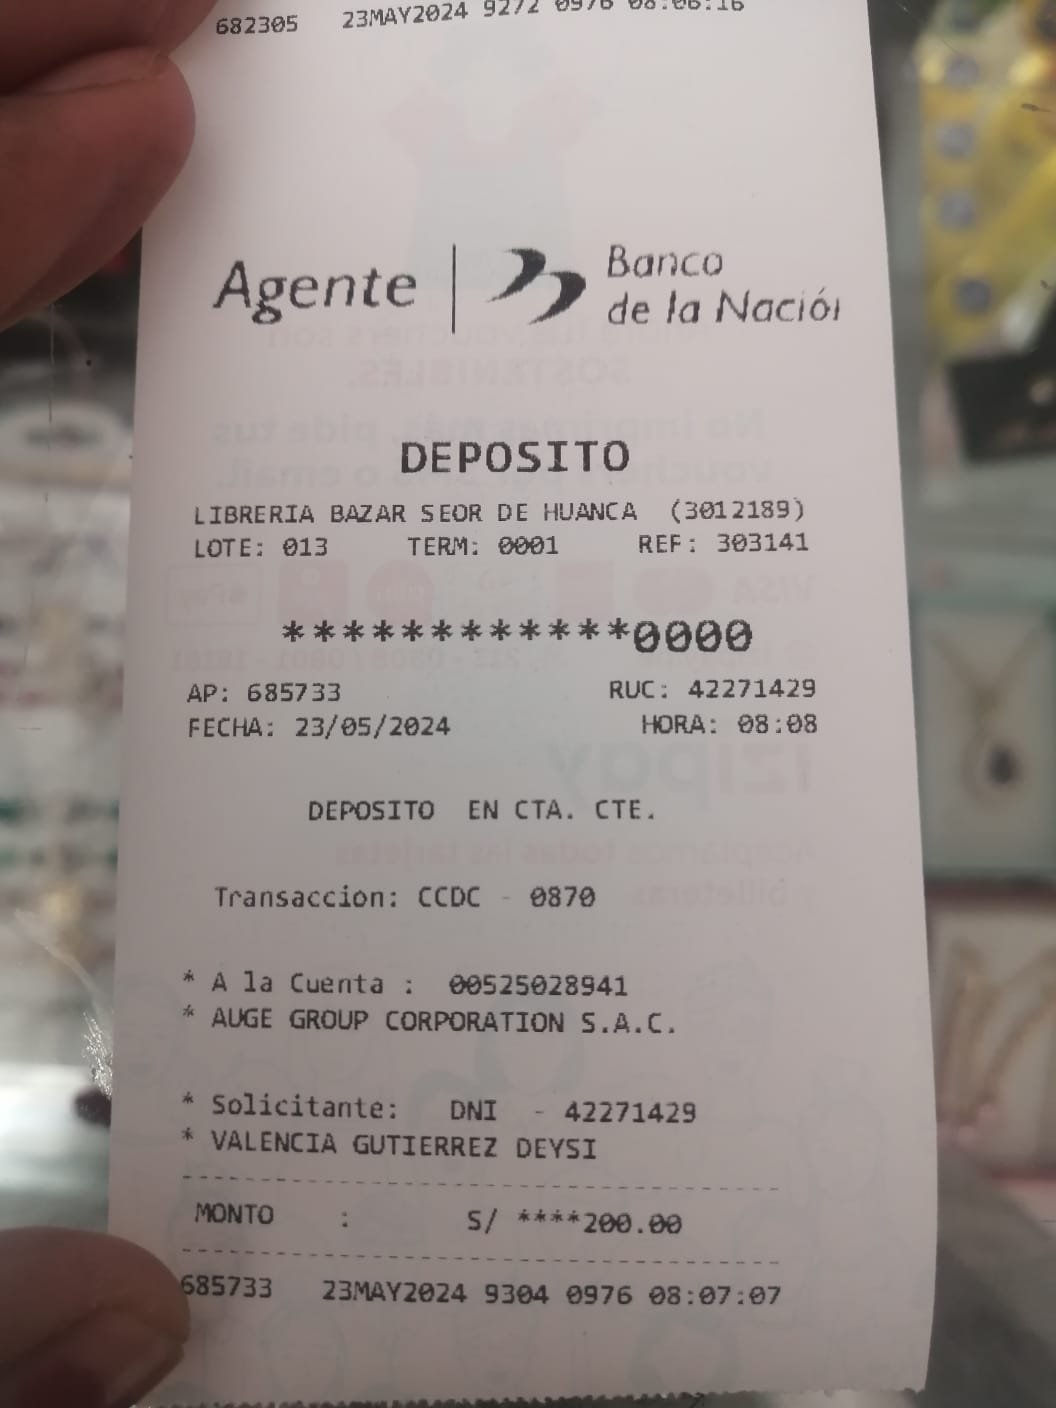 682305 23MAY2024 9272 0976 08:06:16
Agente | Banco
de la Nación
DEPOSITO
LIBRERIA BAZAR SEOR DE HUANCA (3012189)
LOTE: 013 TERM: 0001 REF: 303141
************0000
AP: 685733 RUC: 42271429
FECHA: 23/05/2024 HORA: 08:08
DEPOSITO EN CTA. CTE.
Transaccion: CCDC - 0870
* A la Cuenta : 00525028941
* AUGE GROUP CORPORATION S.A.C.
* Solicitante: DNI - 42271429
* VALENCIA GUTIERREZ DEYSI
MONTO : S/ ****200.00
685733 23MAY2024 9304 0976 08:07:07